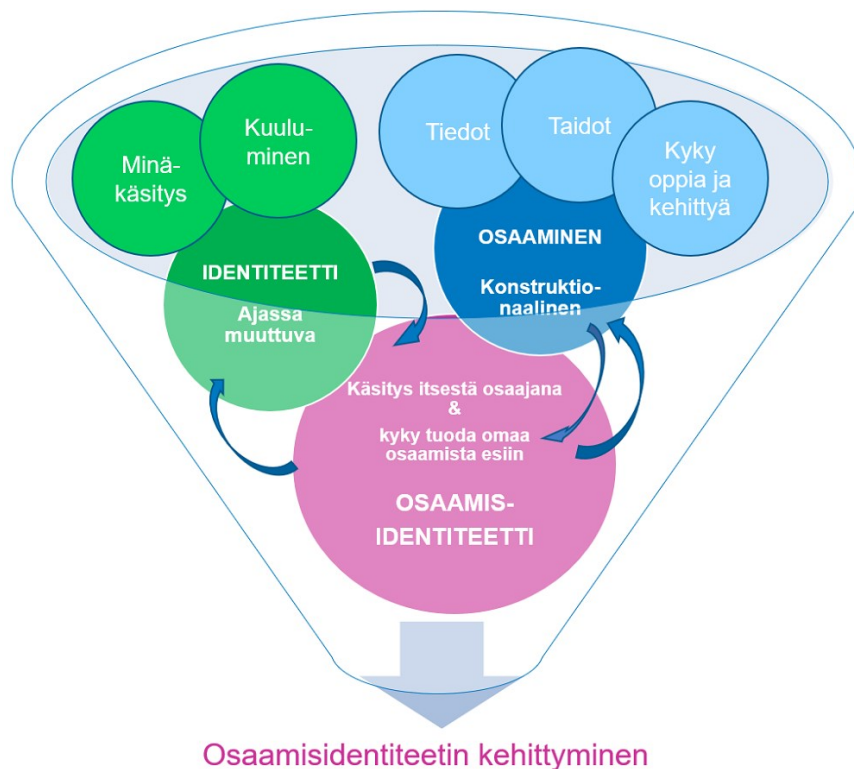 Minä-
käsitys
Kuulu-
minen
Tiedot
Taidot
Kyky
oppia ja
kehittyä
IDENTITEETTI
Ajassa
muuttuva
OSAAMINEN
Konstruktio-
naalinen
Käsitys itsestä osaajana
&
kyky tuoda omaa
osaamista esiin
OSAAMIS-
IDENTITEETTI
Osaamisidentiteetin kehittyminen